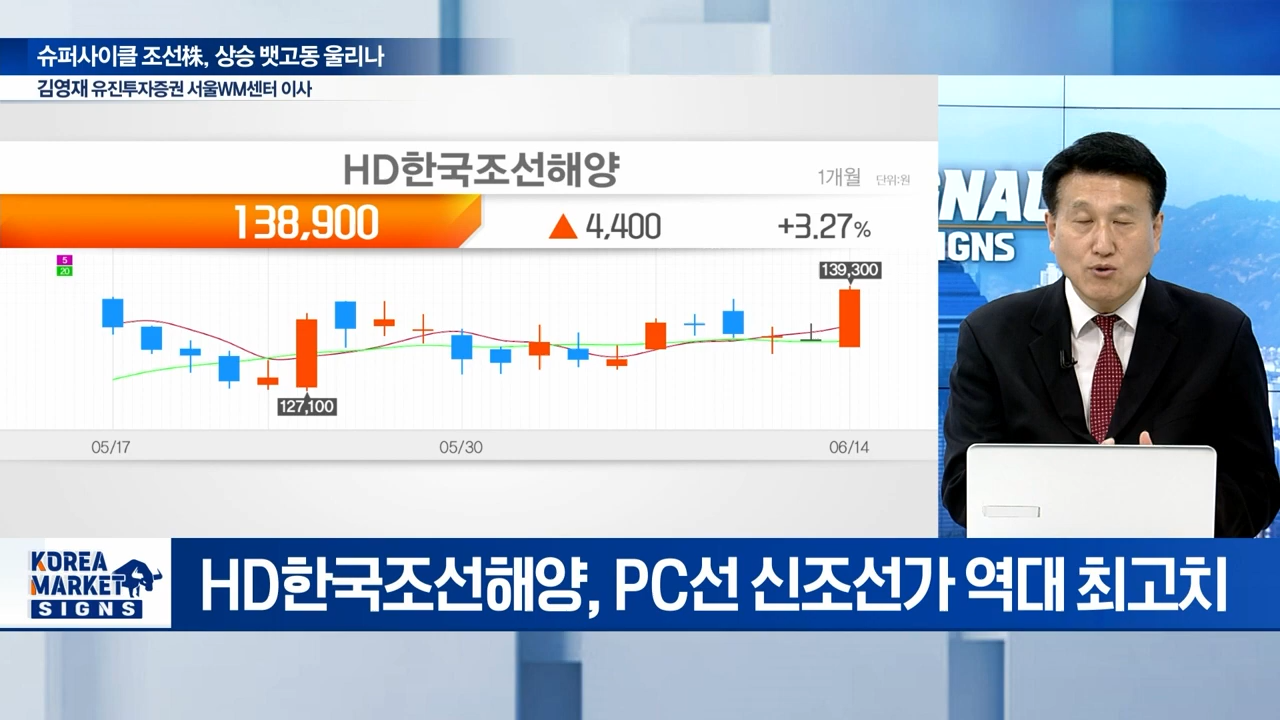 슈퍼사이클 조선株, 상승 뱃고동 울리나
김영재 유진투자증권 서울WM센터 이사
HD한국조선해양
1개월 단위:원
138,900 ▲ 4,400 +3.27%
5
20
139,300
127,100
05/17 05/30 06/14
NAL
IGNS
KOREA
MARKET
SIGNS
HD한국조선해양, PC선 신조선가 역대 최고치